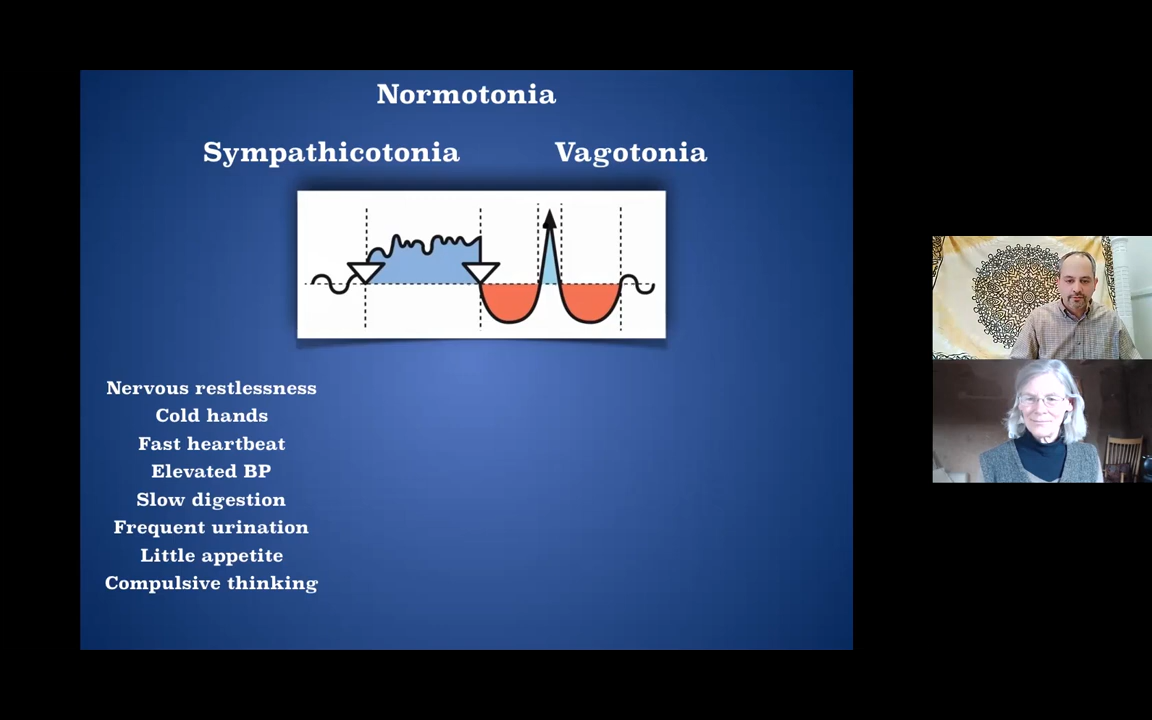 Normotonia
Sympathicotonia Vagotonia
Nervous restlessness
Cold hands
Fast heartbeat
Elevated BP
Slow digestion
Frequent urination
Little appetite
Compulsive thinking